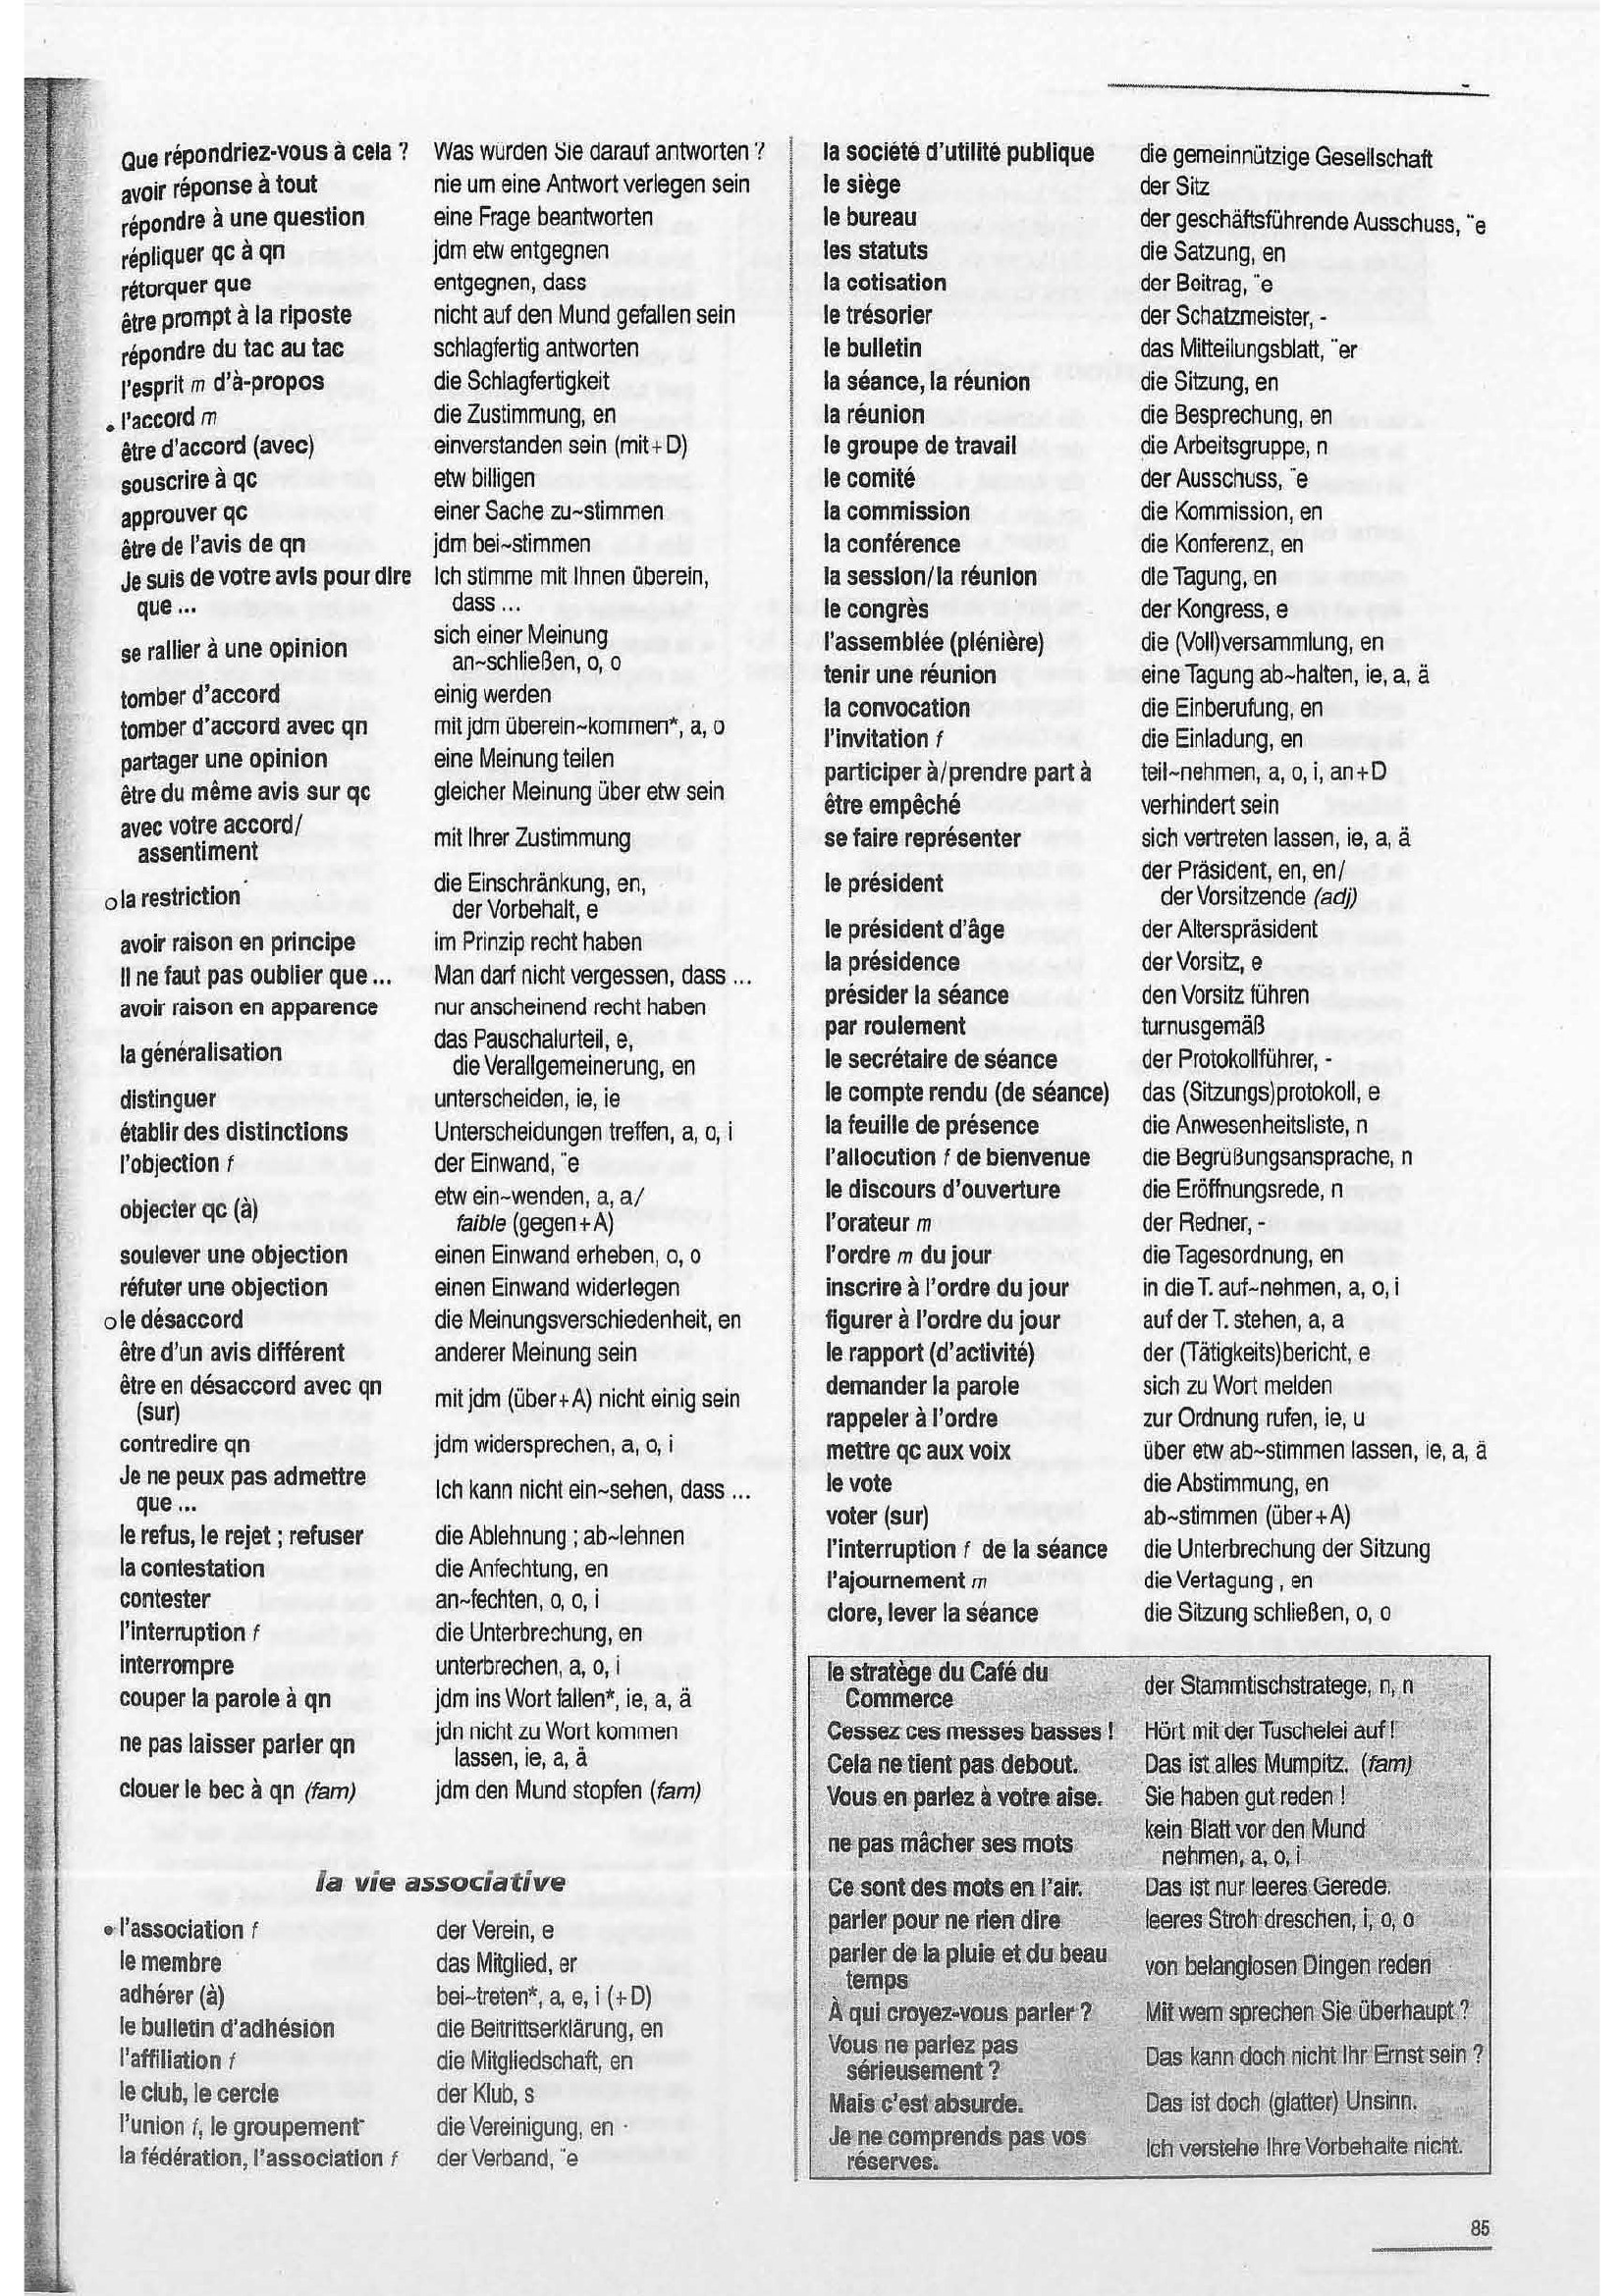 Que répondriez-vous à cela ? Was würden Sie darauf antworten ?
avoir réponse à tout nie um eine Antwort verlegen sein
répondre à une question eine Frage beantworten
répliquer qc à qn jdm etw entgegnen
rétorquer que entgegnen, dass
être prompt à la riposte nicht auf den Mund gefallen sein
répondre du tac au tac schlagfertig antworten
l'esprit m d'à-propos die Schlagfertigkeit
• l'accord m die Zustimmung, en
être d'accord (avec) einverstanden sein (mit+D)
souscrire à qc etw billigen
approuver qc einer Sache zu~stimmen
être de l'avis de qn jdm bei~stimmen
Je suis de votre avis pour dire Ich stimme mit Ihnen überein,
que ... dass ...
se rallier à une opinion sich einer Meinung
an~schließen, o, o
tomber d'accord einig werden
tomber d'accord avec qn mit jdm überein~kommen*, a, o
partager une opinion eine Meinung teilen
être du même avis sur qc gleicher Meinung über etw sein
avec votre accord/
assentiment mit Ihrer Zustimmung
o la restriction die Einschränkung, en,
der Vorbehalt, e
avoir raison en principe im Prinzip recht haben
Il ne faut pas oublier que ... Man darf nicht vergessen, dass ...
avoir raison en apparence nur anscheinend recht haben
la généralisation das Pauschalurteil, e,
die Verallgemeinerung, en
distinguer unterscheiden, ie, ie
établir des distinctions Unterscheidungen treffen, a, o, i
l'objection f der Einwand, ¨e
objecter qc (à) etw ein~wenden, a, a/
faible (gegen+A)
soulever une objection einen Einwand erheben, o, o
réfuter une objection einen Einwand widerlegen
o le désaccord die Meinungsverschiedenheit, en
être d'un avis différent anderer Meinung sein
être en désaccord avec qn
(sur) mit jdm (über+A) nicht einig sein
contredire qn jdm widersprechen, a, o, i
Je ne peux pas admettre
que ... Ich kann nicht ein~sehen, dass ...
le refus, le rejet ; refuser die Ablehnung ; ab~lehnen
la contestation die Anfechtung, en
contester an~fechten, o, o, i
l'interruption f die Unterbrechung, en
interrompre unterbrechen, a, o, i
couper la parole à qn jdm ins Wort fallen*, ie, a, ä
ne pas laisser parler qn jdn nicht zu Wort kommen
lassen, ie, a, ä
clouer le bec à qn (fam) jdm den Mund stopfen (fam)
la vie associative
• l'association f der Verein, e
le membre das Mitglied, er
adhérer (à) bei~treten*, a, e, i (+D)
le bulletin d'adhésion die Beitrittserklärung, en
l'affiliation f die Mitgliedschaft, en
le club, le cercle der Klub, s
l'union f, le groupement die Vereinigung, en
la fédération, l'association f der Verband, ¨e
la société d'utilité publique die gemeinnützige Gesellschaft
le siège der Sitz
le bureau der geschäftsführende Ausschuss, ¨e
les statuts die Satzung, en
la cotisation der Beitrag, ¨e
le trésorier der Schatzmeister, -
le bulletin das Mitteilungsblatt, ¨er
la séance, la réunion die Sitzung, en
la réunion die Besprechung, en
le groupe de travail die Arbeitsgruppe, n
le comité der Ausschuss, ¨e
la commission die Kommission, en
la conférence die Konferenz, en
la session/la réunion die Tagung, en
le congrès der Kongress, e
l'assemblée (plénière) die (Voll)versammlung, en
tenir une réunion eine Tagung ab~halten, ie, a, ä
la convocation die Einberufung, en
l'invitation f die Einladung, en
participer à/prendre part à teil~nehmen, a, o, i, an+D
être empêché verhindert sein
se faire représenter sich vertreten lassen, ie, a, ä
le président der Präsident, en, en/
der Vorsitzende (adj)
le président d'âge der Alterspräsident
la présidence der Vorsitz, e
présider la séance den Vorsitz führen
par roulement turnusgemäß
le secrétaire de séance der Protokollführer, -
le compte rendu (de séance) das (Sitzungs)protokoll, e
la feuille de présence die Anwesenheitsliste, n
l'allocution f de bienvenue die Begrüßungsansprache, n
le discours d'ouverture die Eröffnungsrede, n
l'orateur m der Redner, -
l'ordre m du jour die Tagesordnung, en
inscrire à l'ordre du jour in die T. auf~nehmen, a, o, i
figurer à l'ordre du jour auf der T. stehen, a, a
le rapport (d'activité) der (Tätigkeits)bericht, e
demander la parole sich zu Wort melden
rappeler à l'ordre zur Ordnung rufen, ie, u
mettre qc aux voix über etw ab~stimmen lassen, ie, a, ä
le vote die Abstimmung, en
voter (sur) ab~stimmen (über+A)
l'interruption f de la séance die Unterbrechung der Sitzung
l'ajournement m die Vertagung , en
clore, lever la séance die Sitzung schließen, o, o
le stratège du Café du
Commerce der Stammtischstratege, n, n
Cessez ces messes basses ! Hört mit der Tuschelei auf !
Cela ne tient pas debout. Das ist alles Mumpitz. (fam)
Vous en parlez à votre aise. Sie haben gut reden !
ne pas mâcher ses mots kein Blatt vor den Mund
nehmen, a, o, i
Ce sont des mots en l'air. Das ist nur leeres Gerede.
parler pour ne rien dire leeres Stroh dreschen, i, o, o
parler de la pluie et du beau
temps von belanglosen Dingen reden
À qui croyez-vous parler ? Mit wem sprechen Sie überhaupt ?
Vous ne parlez pas
sérieusement ? Das kann doch nicht Ihr Ernst sein ?
Mais c'est absurde. Das ist doch (glatter) Unsinn.
Je ne comprends pas vos
réserves. Ich verstehe Ihre Vorbehalte nicht.
85